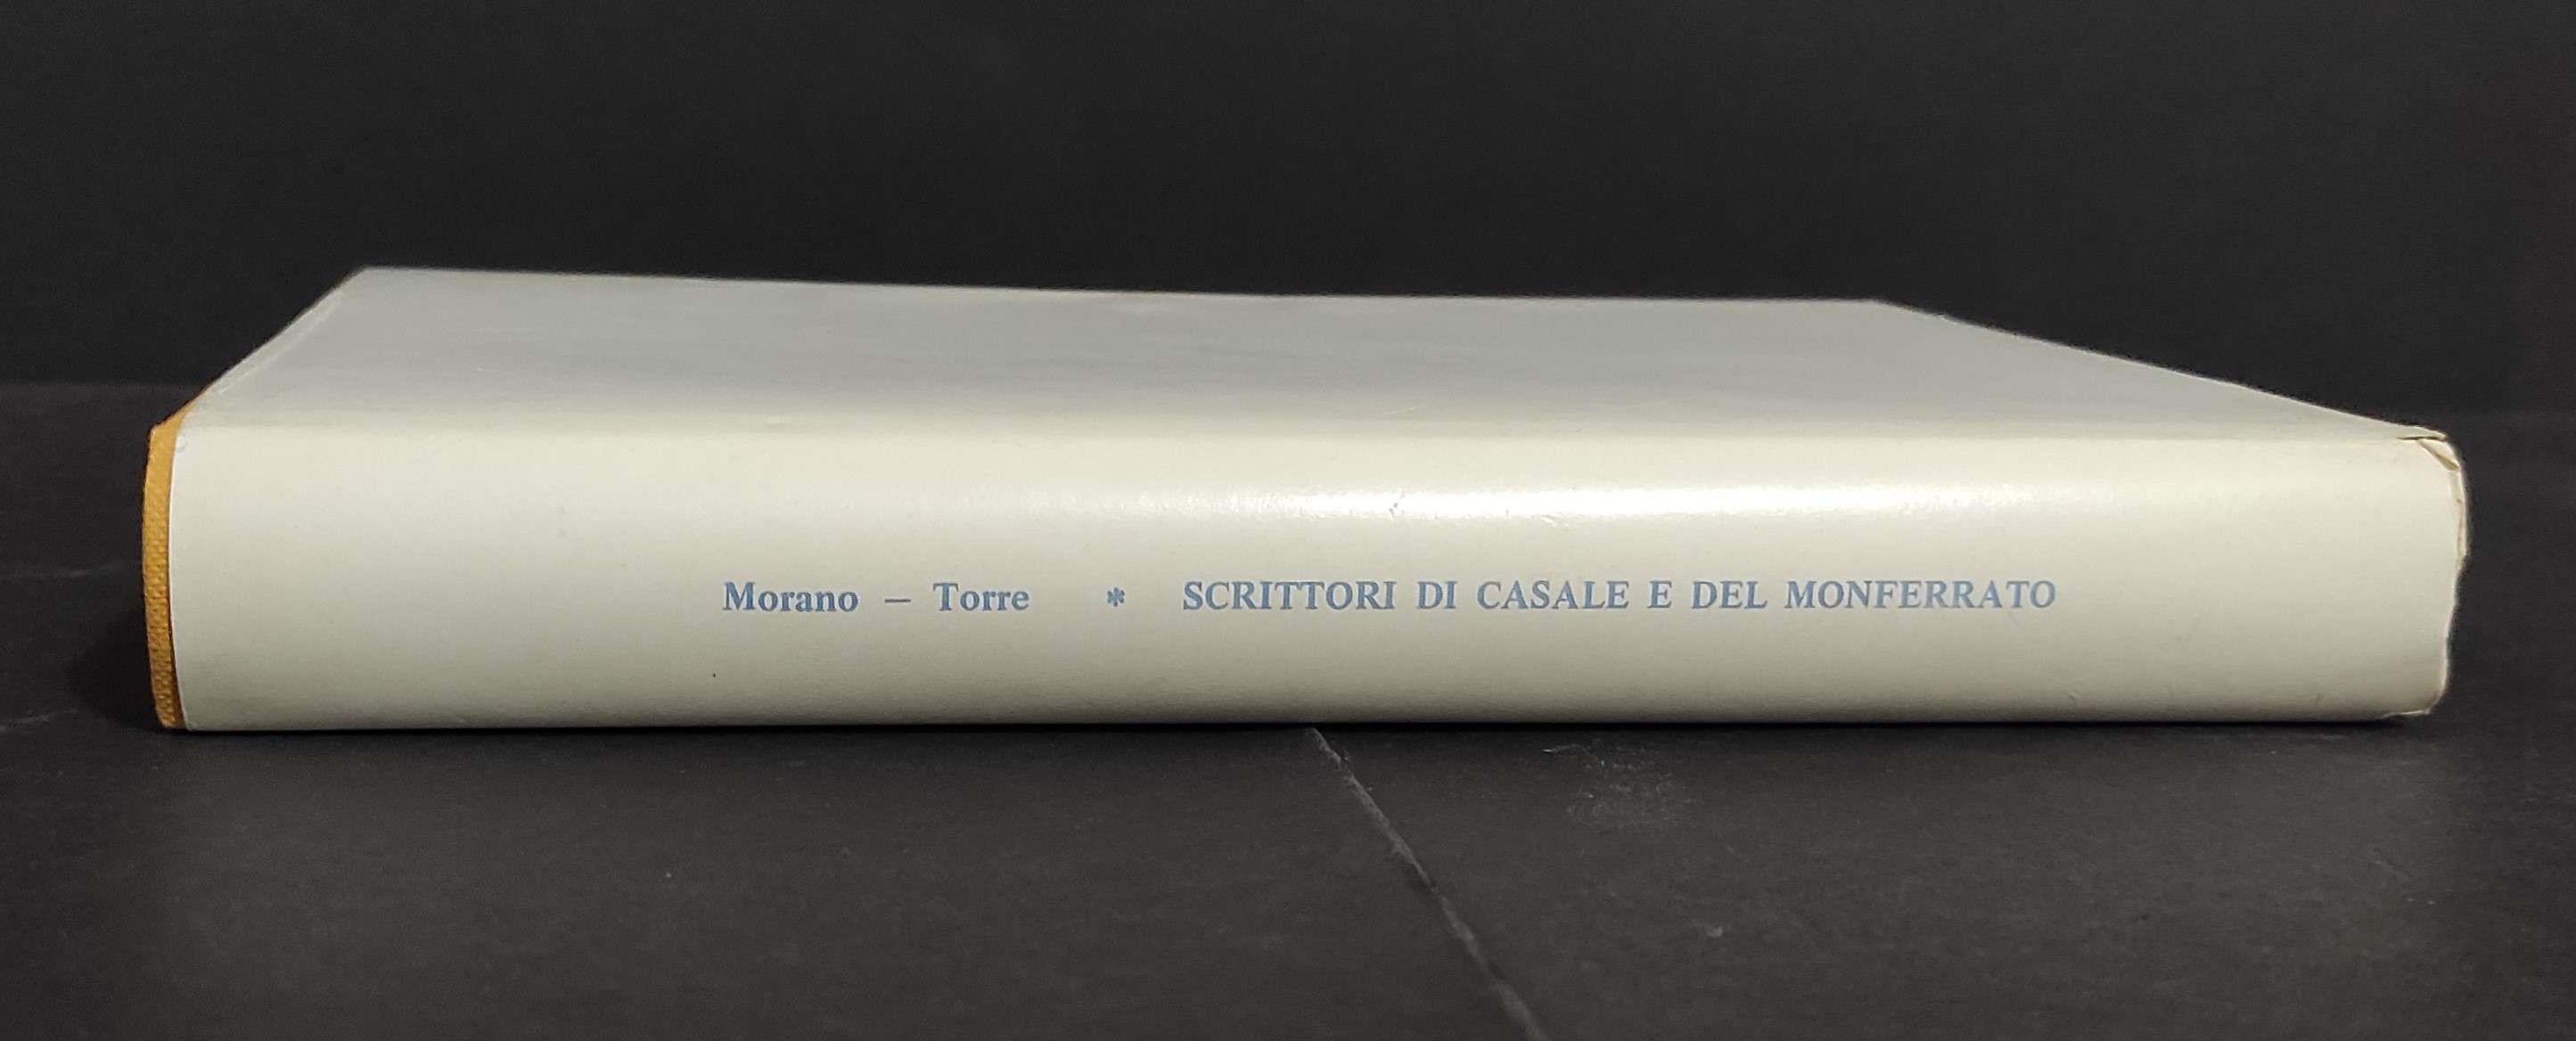 Morano — Torre * SCRITTORI DI CASALE E DEL MONFERRATO